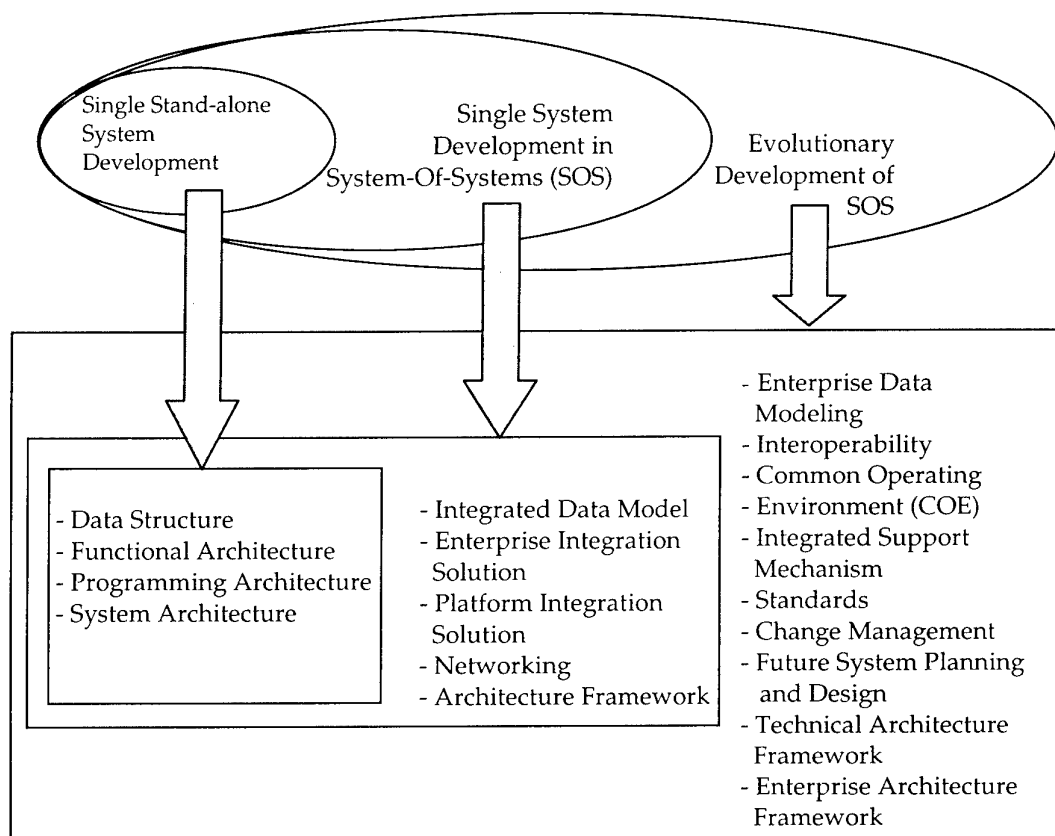 Single Stand-alone
System
Development
Single System
Development in
System-Of-Systems (SOS)
Evolutionary
Development of
SOS
- Data Structure
- Functional Architecture
- Programming Architecture
- System Architecture
- Integrated Data Model
- Enterprise Integration
Solution
- Platform Integration
Solution
- Networking
- Architecture Framework
- Enterprise Data
Modeling
- Interoperability
- Common Operating
- Environment (COE)
- Integrated Support
Mechanism
- Standards
- Change Management
- Future System Planning
and Design
- Technical Architecture
Framework
- Enterprise Architecture
Framework